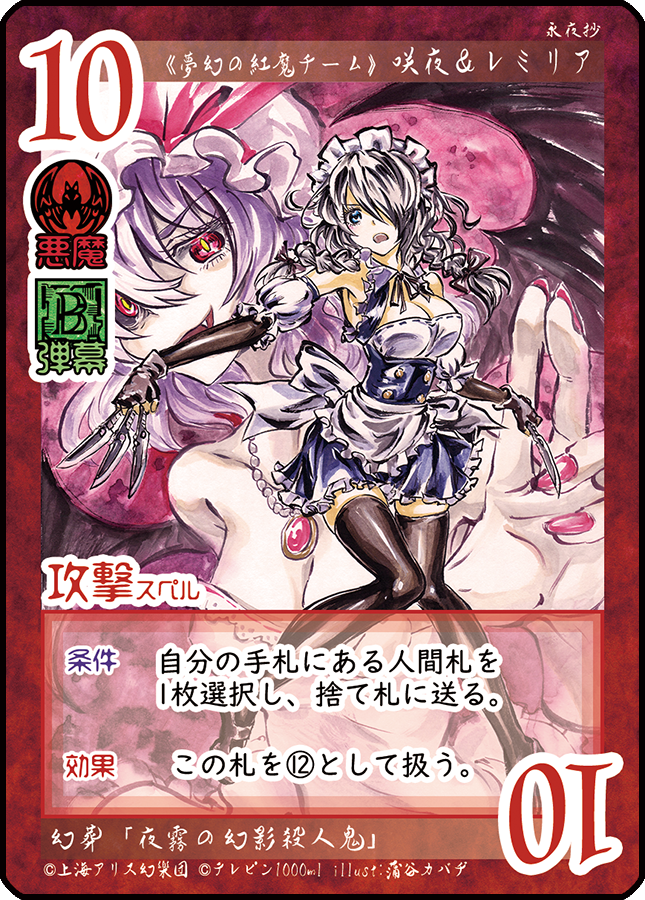 永夜抄
10
《夢幻の紅魔チーム》咲夜&レミリア
悪魔
B
弾幕
攻撃スペル
条件 自分の手札にある人間札を
1枚選択し、捨て札に送る。
効果 この札を⑫として扱う。
10
幻葬「夜霧の幻影殺人鬼」
©上海アリス幻樂団 ©テレピン1000ml illust:蒲谷カバヂ